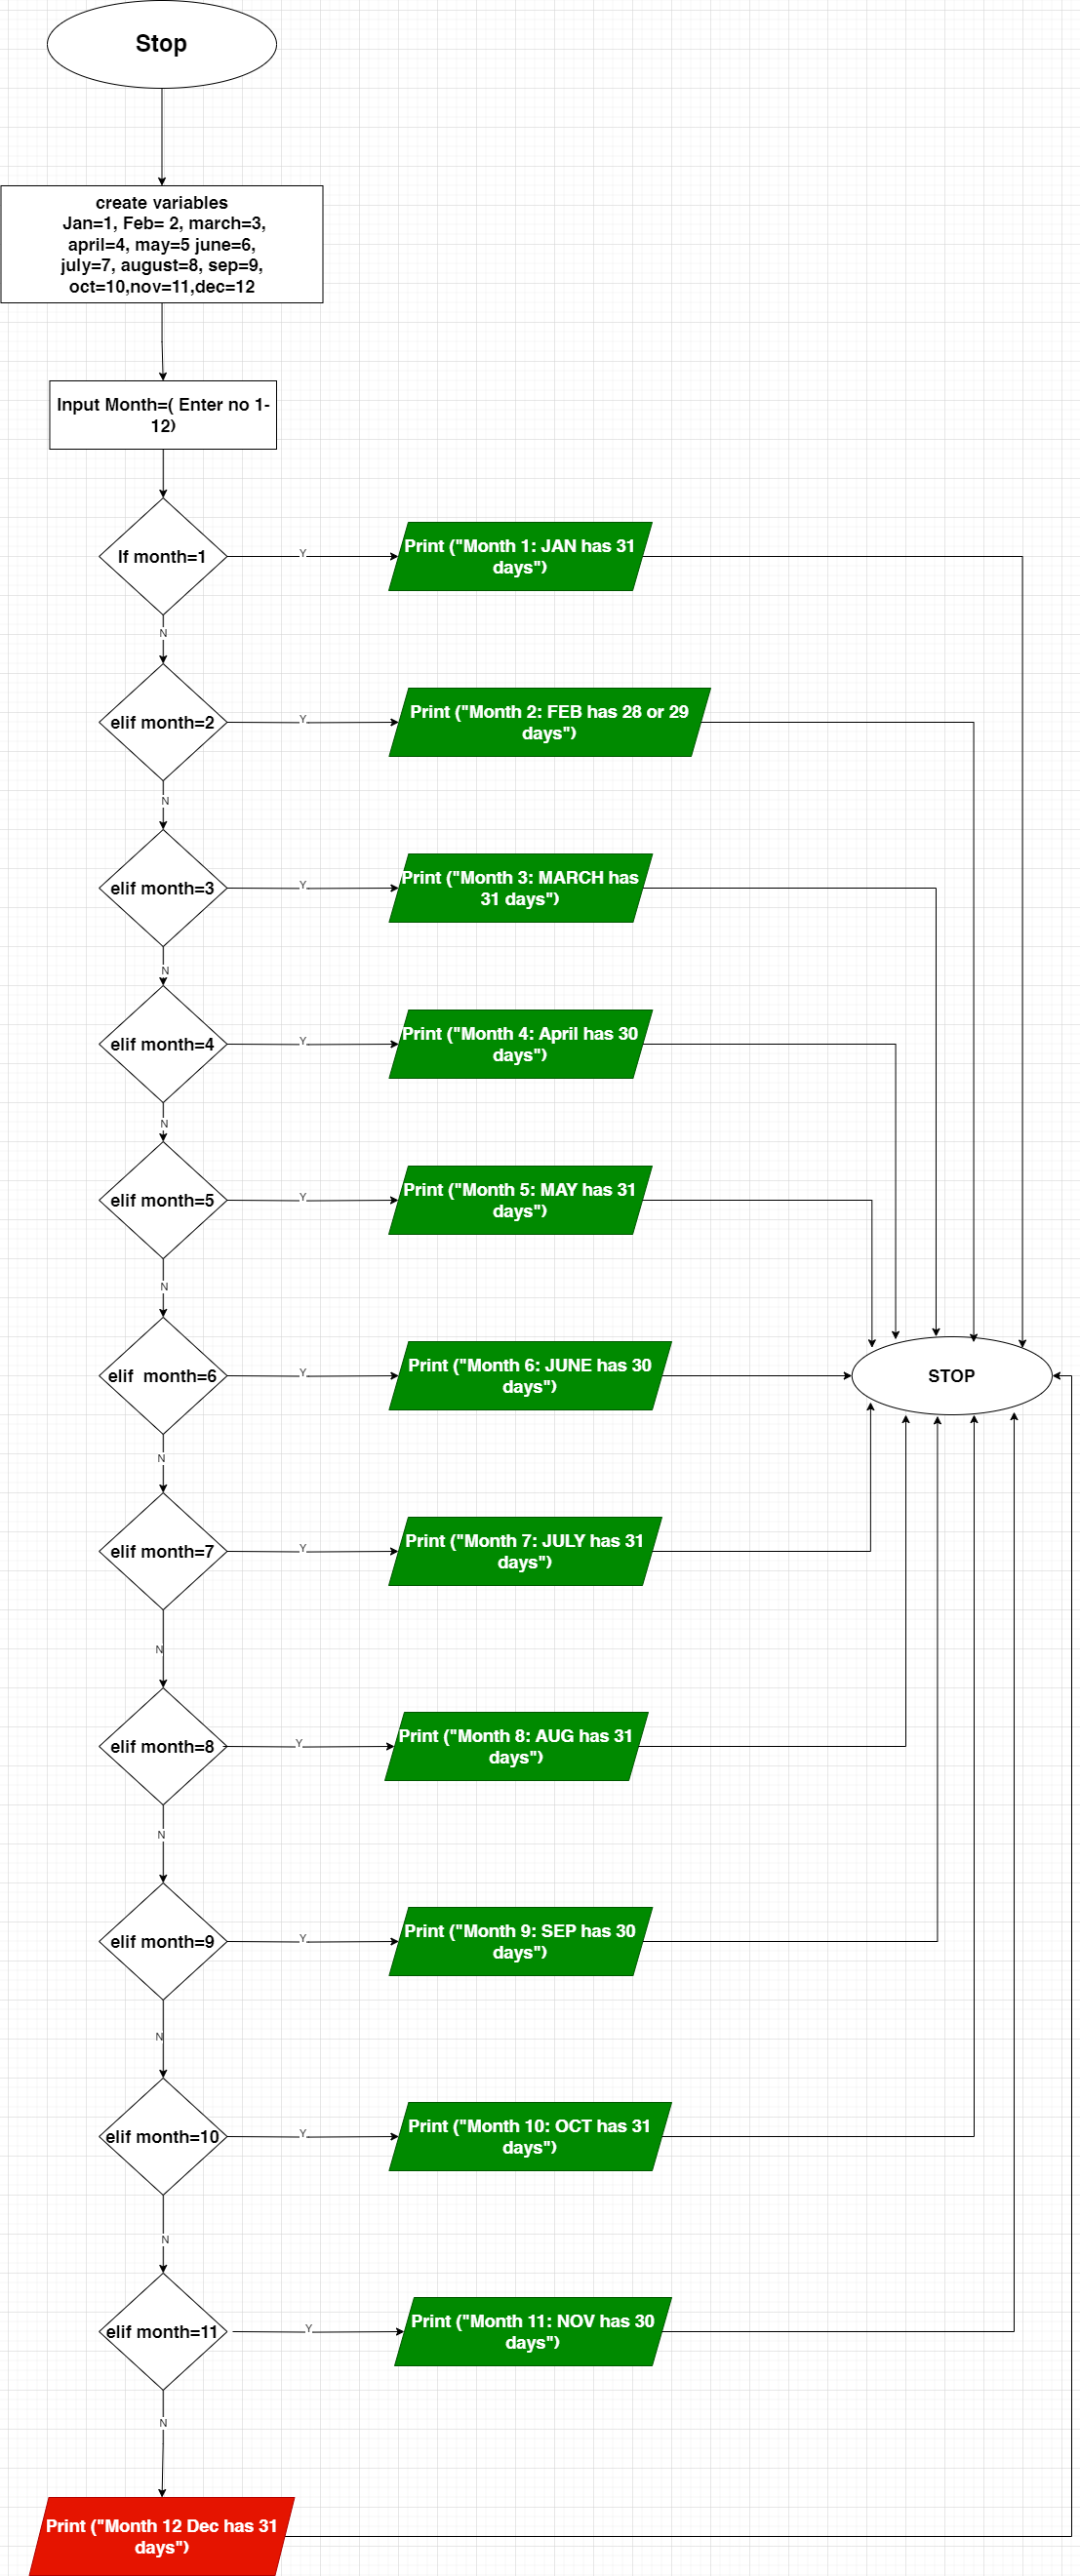 Stop
create variables
Jan=1, Feb= 2, march=3,
april=4, may=5 june=6,
july=7, august=8, sep=9,
oct=10,nov=11,dec=12
Input Month=( Enter no 1-
12)
If month=1
Y
Print ("Month 1: JAN has 31
days")
N
elif month=2
Y
Print ("Month 2: FEB has 28 or 29
days")
N
elif month=3
Y
Print ("Month 3: MARCH has
31 days")
N
elif month=4
Y
Print ("Month 4: April has 30
days")
N
elif month=5
Y
Print ("Month 5: MAY has 31
days")
N
elif  month=6
Y
Print ("Month 6: JUNE has 30
days")
STOP
N
elif month=7
Y
Print ("Month 7: JULY has 31
days")
N
elif month=8
Y
Print ("Month 8: AUG has 31
days")
N
elif month=9
Y
Print ("Month 9: SEP has 30
days")
N
elif month=10
Y
Print ("Month 10: OCT has 31
days")
N
elif month=11
Y
Print ("Month 11: NOV has 30
days")
N
Print ("Month 12 Dec has 31
days")